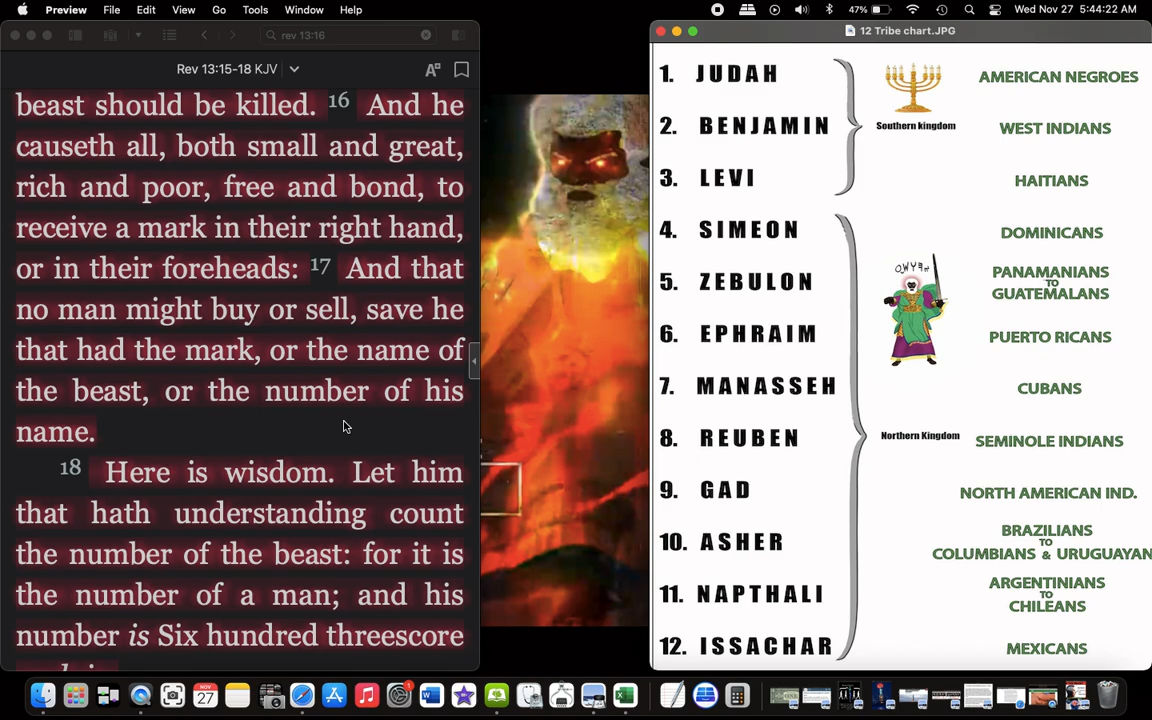 Preview File Edit View Go Tools Window Help 47% Wed Nov 27 5:44:22 AM
rev 13:16
Rev 13:15-18 KJV
beast should be killed. 16 And he
causeth all, both small and great,
rich and poor, free and bond, to
receive a mark in their right hand,
or in their foreheads: 17 And that
no man might buy or sell, save he
that had the mark, or the name of
the beast, or the number of his
name.
18 Here is wisdom. Let him
that hath understanding count
the number of the beast: for it is
the number of a man; and his
number is Six hundred threescore
12 Tribe chart.JPG
1. JUDAH AMERICAN NEGROES
Southern kingdom
2. BENJAMIN WEST INDIANS
3. LEVI HAITIANS
4. SIMEON DOMINICANS
5. ZEBULON PANAMANIANS
TO
GUATEMALANS
6. EPHRAIM PUERTO RICANS
7. MANASSEH CUBANS
Northern Kingdom
8. REUBEN SEMINOLE INDIANS
9. GAD NORTH AMERICAN IND.
10. ASHER BRAZILIANS
TO
COLUMBIANS & URUGUAYAN
11. NAPTHALI ARGENTINIANS
TO
CHILEANS
12. ISSACHAR MEXICANS
NOV
27